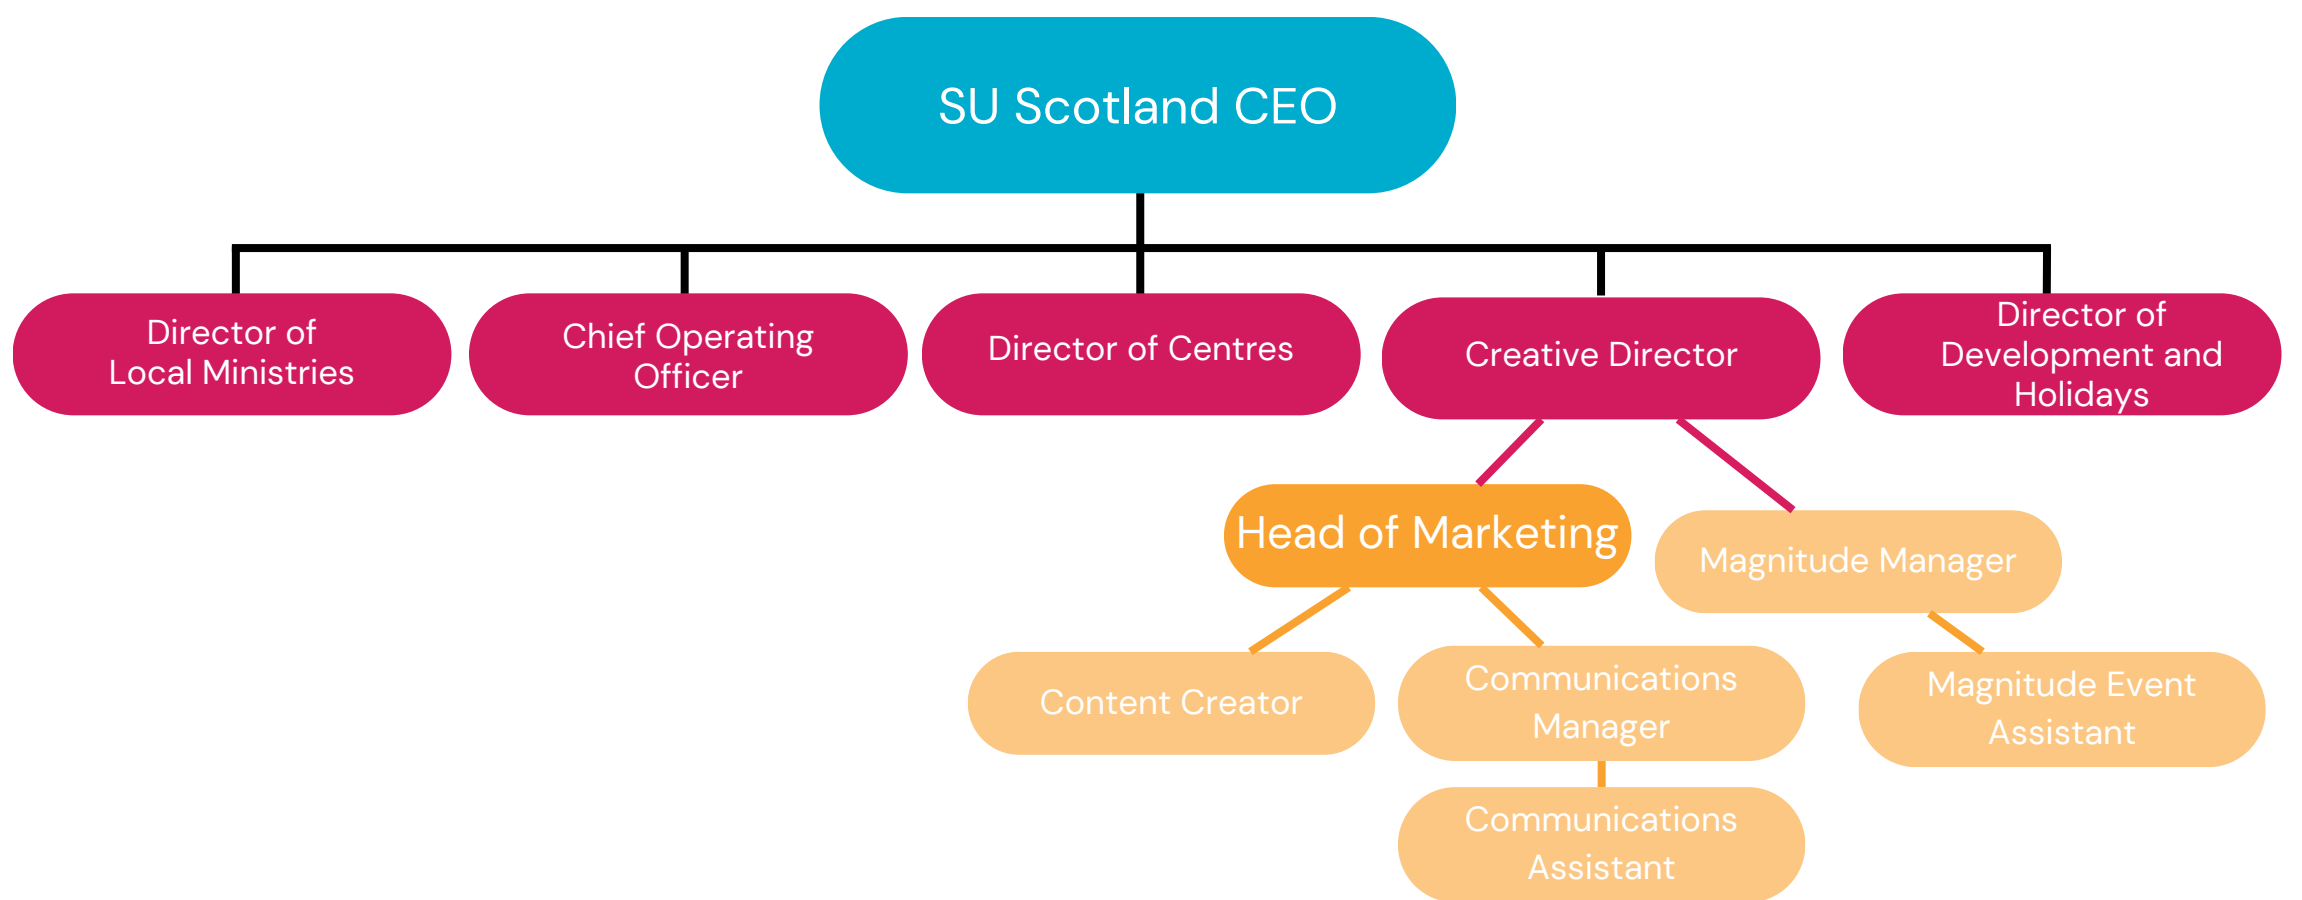 SU Scotland CEO
Director of
Local Ministries
Chief Operating
Officer
Director of Centres
Creative Director
Director of
Development and
Holidays
Head of Marketing
Magnitude Manager
Content Creator
Communications
Manager
Magnitude Event
Assistant
Communications
Assistant